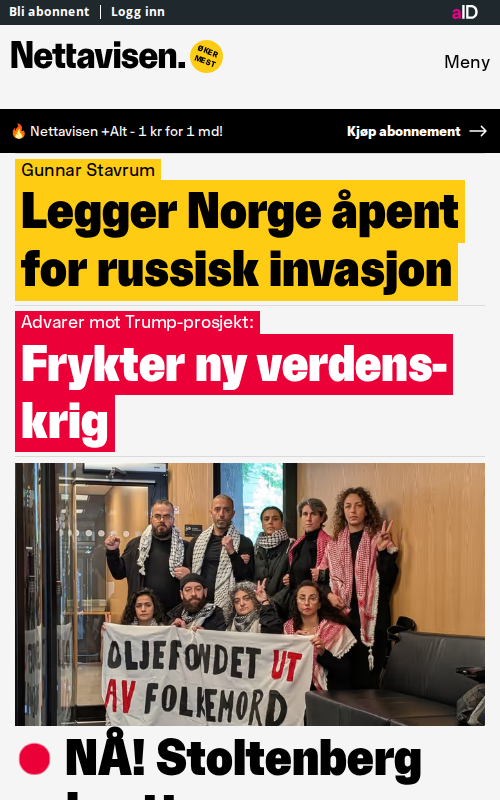 Bli abonnent | Logg inn
aID
Nettavisen.
ØKER
MEST
Meny
🔥 Nettavisen +Alt - 1 kr for 1 md!
Kjøp abonnement →
Gunnar Stavrum
Legger Norge åpent
for russisk invasjon
Advarer mot Trump-prosjekt:
Frykter ny verdens-
krig
OLJEFONDET UT
AV FOLKEMORD
NÅ! Stoltenberg